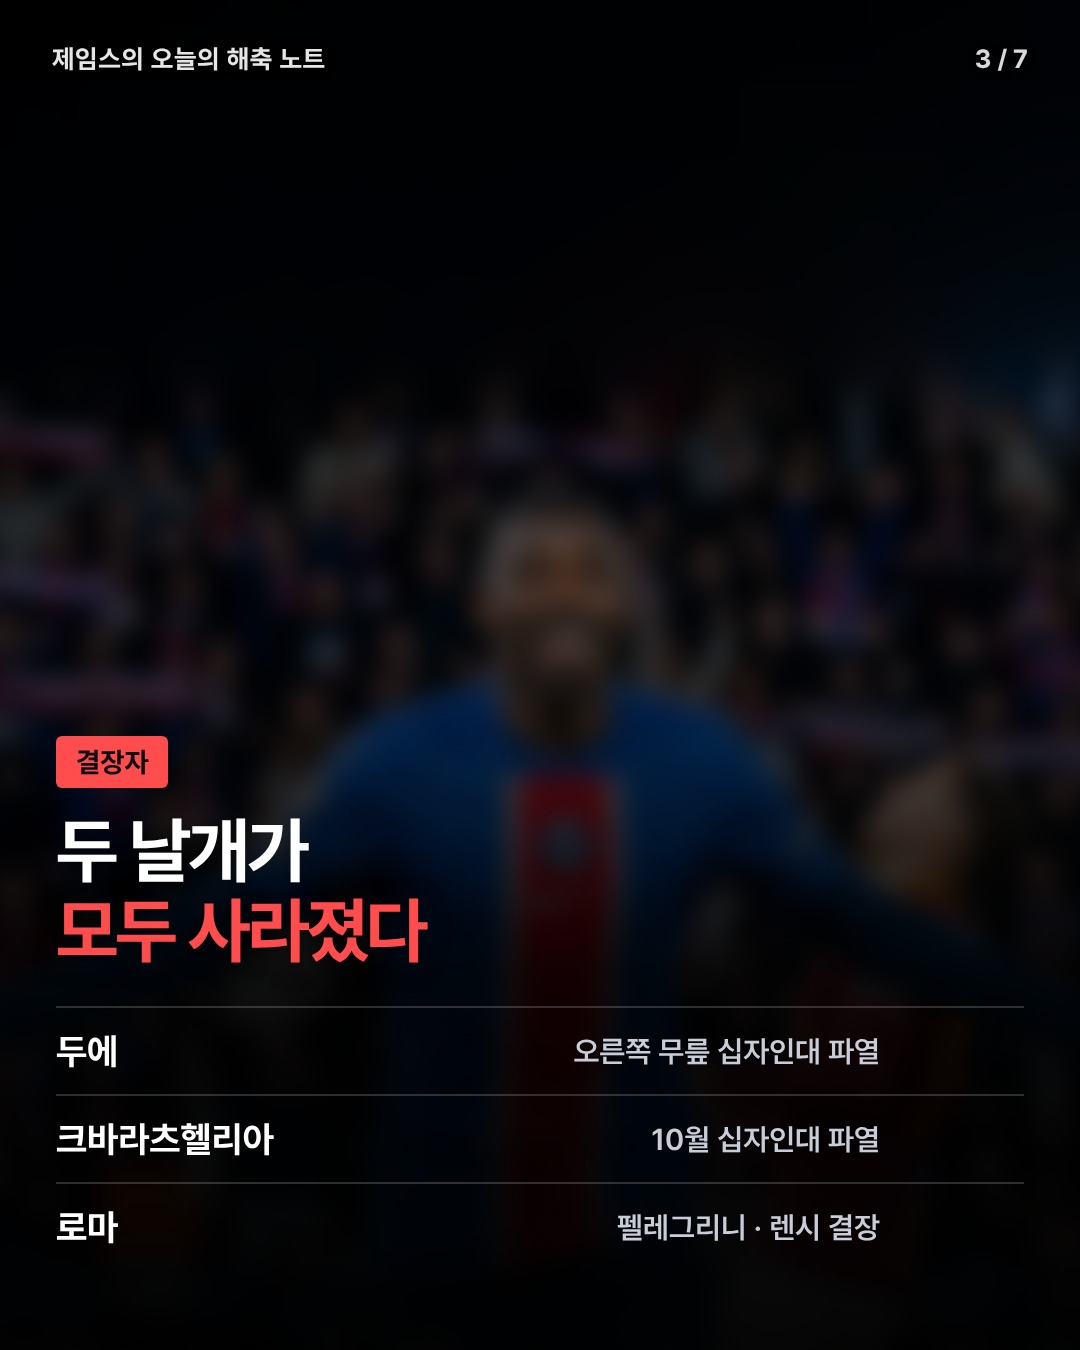 제임스의 오늘의 해축 노트
3 / 7
결장자
두 날개가
모두 사라졌다
두에 오른쪽 무릎 십자인대 파열
크바라츠헬리아 10월 십자인대 파열
로마 펠레그리니 · 렌시 결장